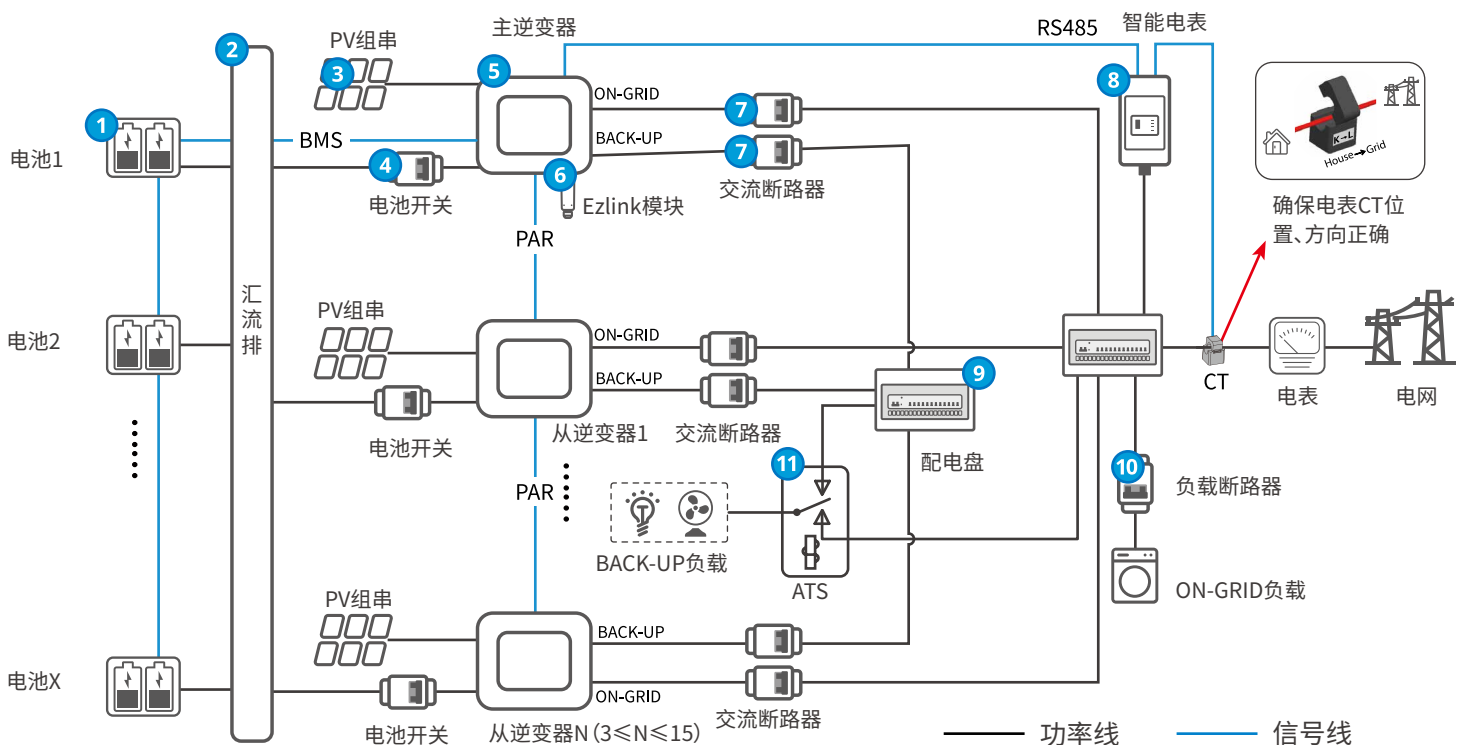 主逆变器
RS485
智能电表
PV组串
2
3
5
8
ON-GRID
7
1
BMS
BACK-UP
7
K→L
House→Grid
电池1
4
6
电池开关
Ezlink模块
交流断路器
确保电表CT位
置、方向正确
PAR
汇流排
PV组串
电池2
ON-GRID
BACK-UP
9
CT
电表
电网
电池开关
从逆变器1
交流断路器
配电盘
11
10
负载断路器
PAR
BACK-UP负载
ATS
ON-GRID负载
PV组串
BACK-UP
电池X
ON-GRID
电池开关
从逆变器N（3≤N≤15）
交流断路器
功率线
信号线